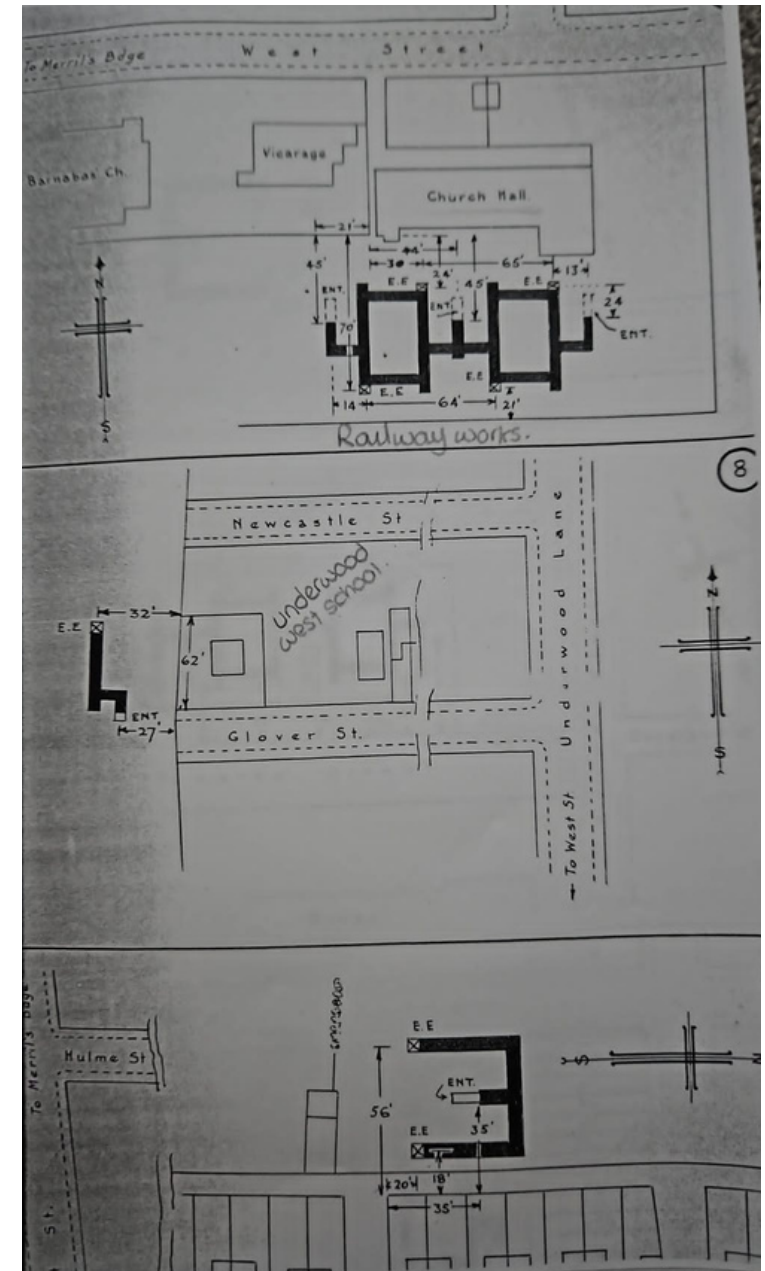 To Merril's Bdge
West Street
Barnabas Ch.
Vicarage
Church Hall
21'
44'
45'
30
24'
45'
65'
13'
E.E
E.E
ENT.
ENT.
24
70'
ENT.
N
S
E.E
E.E
14
64'
21'
Railway works.
8
Newcastle St
Underwood Lane
underwood
west school.
32'
E.E
62'
ENT.
27'
Glover St.
N
S
To West St
To Merril's Bdge
Hulme St
St.
E.E
ENT.
56'
35'
E.E
18'
20'
35'
S
N